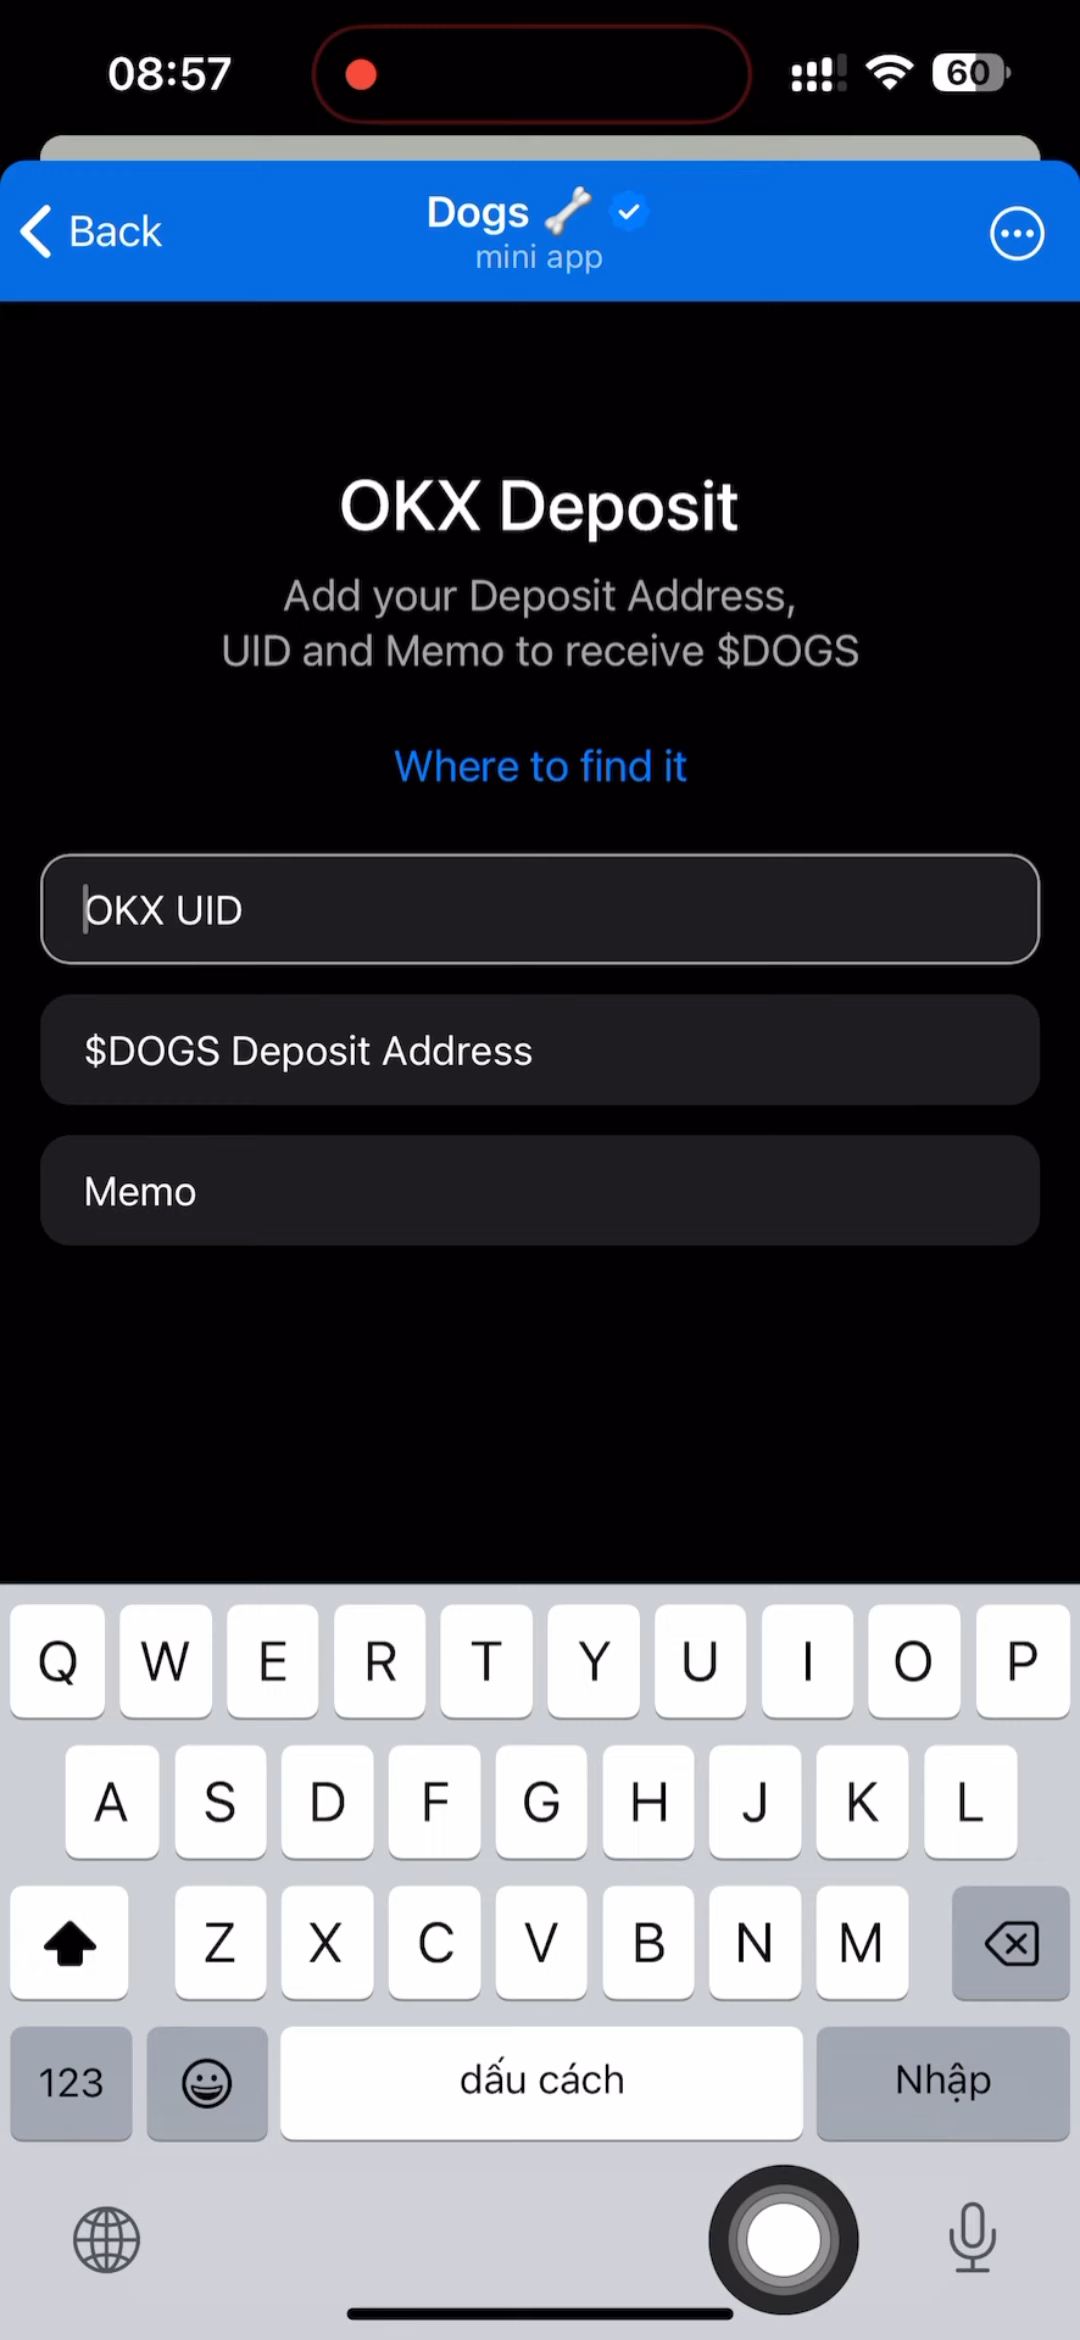 08:57
60
Back
Dogs 🦴
mini app
OKX Deposit
Add your Deposit Address,
UID and Memo to receive $DOGS
Where to find it
OKX UID
$DOGS Deposit Address
Memo
Q W E R T Y U I O P
A S D F G H J K L
Z X C V B N M
123 dấu cách Nhập